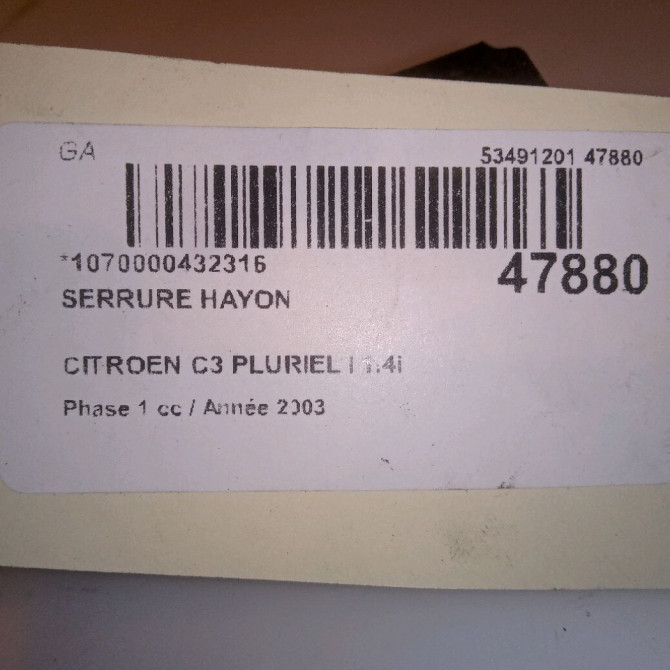 GA 53491201 47880
*1070000432316 47880
SERRURE HAYON
CITROEN C3 PLURIEL I 1.4i
Phase 1 cc / Année 2003